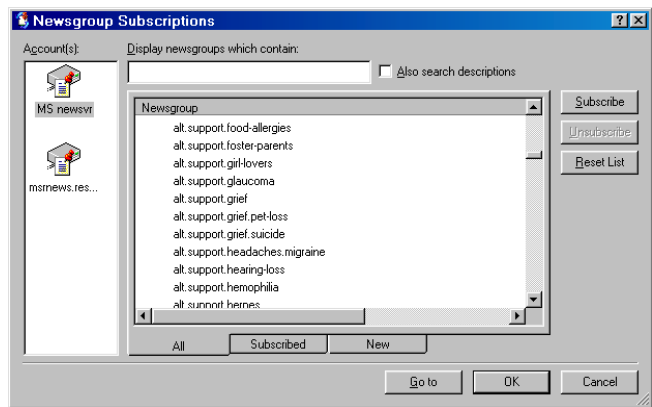 Newsgroup Subscriptions
Account(s):
Display newsgroups which contain:
Also search descriptions
MS newsvr
msrnews.res...
Newsgroup
alt.support.food-allergies
alt.support.foster-parents
alt.support.girl-lovers
alt.support.glaucoma
alt.support.grief
alt.support.grief.pet-loss
alt.support.grief.suicide
alt.support.headaches.migraine
alt.support.hearing-loss
alt.support.hemophilia
alt.support.herpes
Subscribe
Unsubscribe
Reset List
All
Subscribed
New
Go to
OK
Cancel